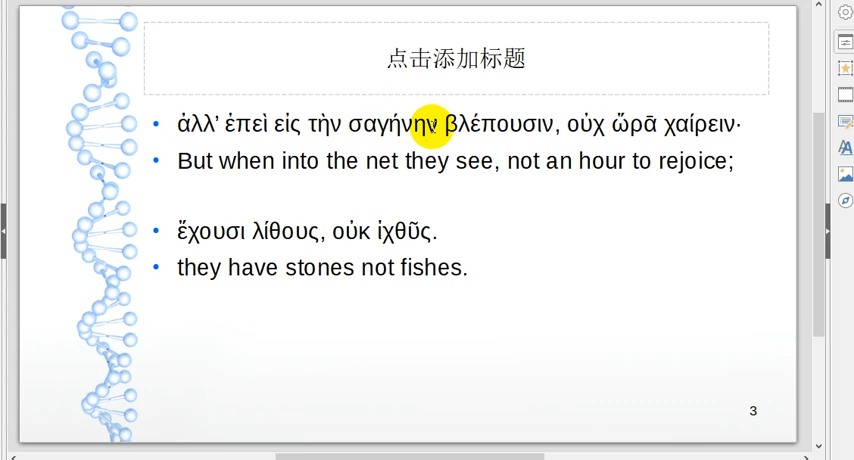 点击添加标题
• ἀλλ’ ἐπεὶ εἰς τὴν σαγήνην βλέπουσιν, οὐχ ὥρᾱ χαίρειν·
• But when into the net they see, not an hour to rejoice;
• ἔχουσι λίθους, οὐκ ἰχθῦς.
• they have stones not fishes.
3